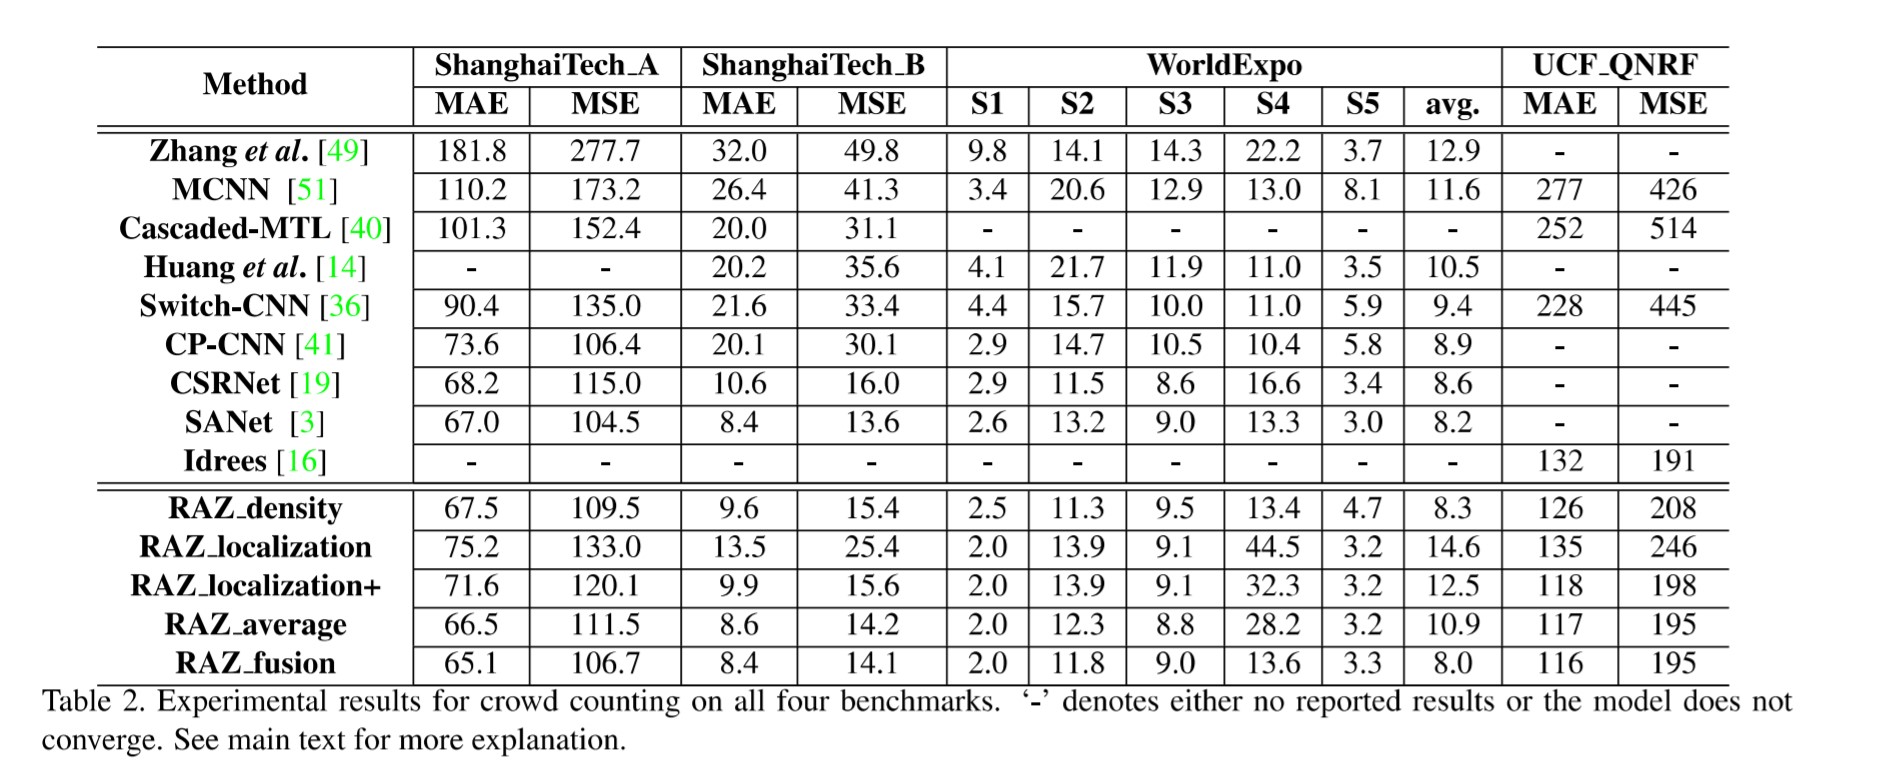 Method ShanghaiTech_A ShanghaiTech_B WorldExpo UCF_QNRF
MAE MSE MAE MSE S1 S2 S3 S4 S5 avg. MAE MSE
Zhang et al. [49] 181.8 277.7 32.0 49.8 9.8 14.1 14.3 22.2 3.7 12.9 - -
MCNN [51] 110.2 173.2 26.4 41.3 3.4 20.6 12.9 13.0 8.1 11.6 277 426
Cascaded-MTL [40] 101.3 152.4 20.0 31.1 - - - - - - 252 514
Huang et al. [14] - - 20.2 35.6 4.1 21.7 11.9 11.0 3.5 10.5 - -
Switch-CNN [36] 90.4 135.0 21.6 33.4 4.4 15.7 10.0 11.0 5.9 9.4 228 445
CP-CNN [41] 73.6 106.4 20.1 30.1 2.9 14.7 10.5 10.4 5.8 8.9 - -
CSRNet [19] 68.2 115.0 10.6 16.0 2.9 11.5 8.6 16.6 3.4 8.6 - -
SANet [3] 67.0 104.5 8.4 13.6 2.6 13.2 9.0 13.3 3.0 8.2 - -
Idrees [16] - - - - - - - - - - 132 191
RAZ_density 67.5 109.5 9.6 15.4 2.5 11.3 9.5 13.4 4.7 8.3 126 208
RAZ_localization 75.2 133.0 13.5 25.4 2.0 13.9 9.1 44.5 3.2 14.6 135 246
RAZ_localization+ 71.6 120.1 9.9 15.6 2.0 13.9 9.1 32.3 3.2 12.5 118 198
RAZ_average 66.5 111.5 8.6 14.2 2.0 12.3 8.8 28.2 3.2 10.9 117 195
RAZ_fusion 65.1 106.7 8.4 14.1 2.0 11.8 9.0 13.6 3.3 8.0 116 195
Table 2. Experimental results for crowd counting on all four benchmarks. ‘-’ denotes either no reported results or the model does not
converge. See main text for more explanation.